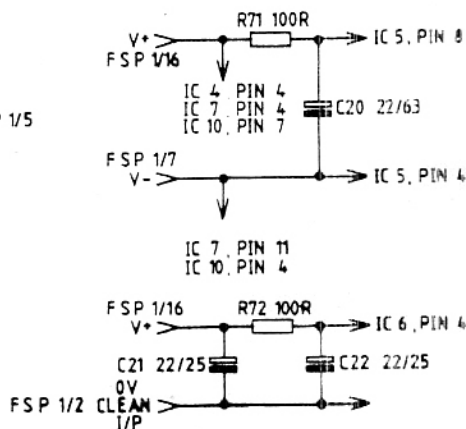 R71 100R
V+
IC 5, PIN 8
FSP 1/16
IC 4, PIN 4
IC 7, PIN 4
IC 10, PIN 7
C20 22/63
1/5
FSP 1/7
V-
IC 5, PIN 4
IC 7, PIN 11
IC 10, PIN 4
FSP 1/16
R72 100R
V+
IC 6, PIN 4
C21 22/25
C22 22/25
0V
FSP 1/2 CLEAN
I/P